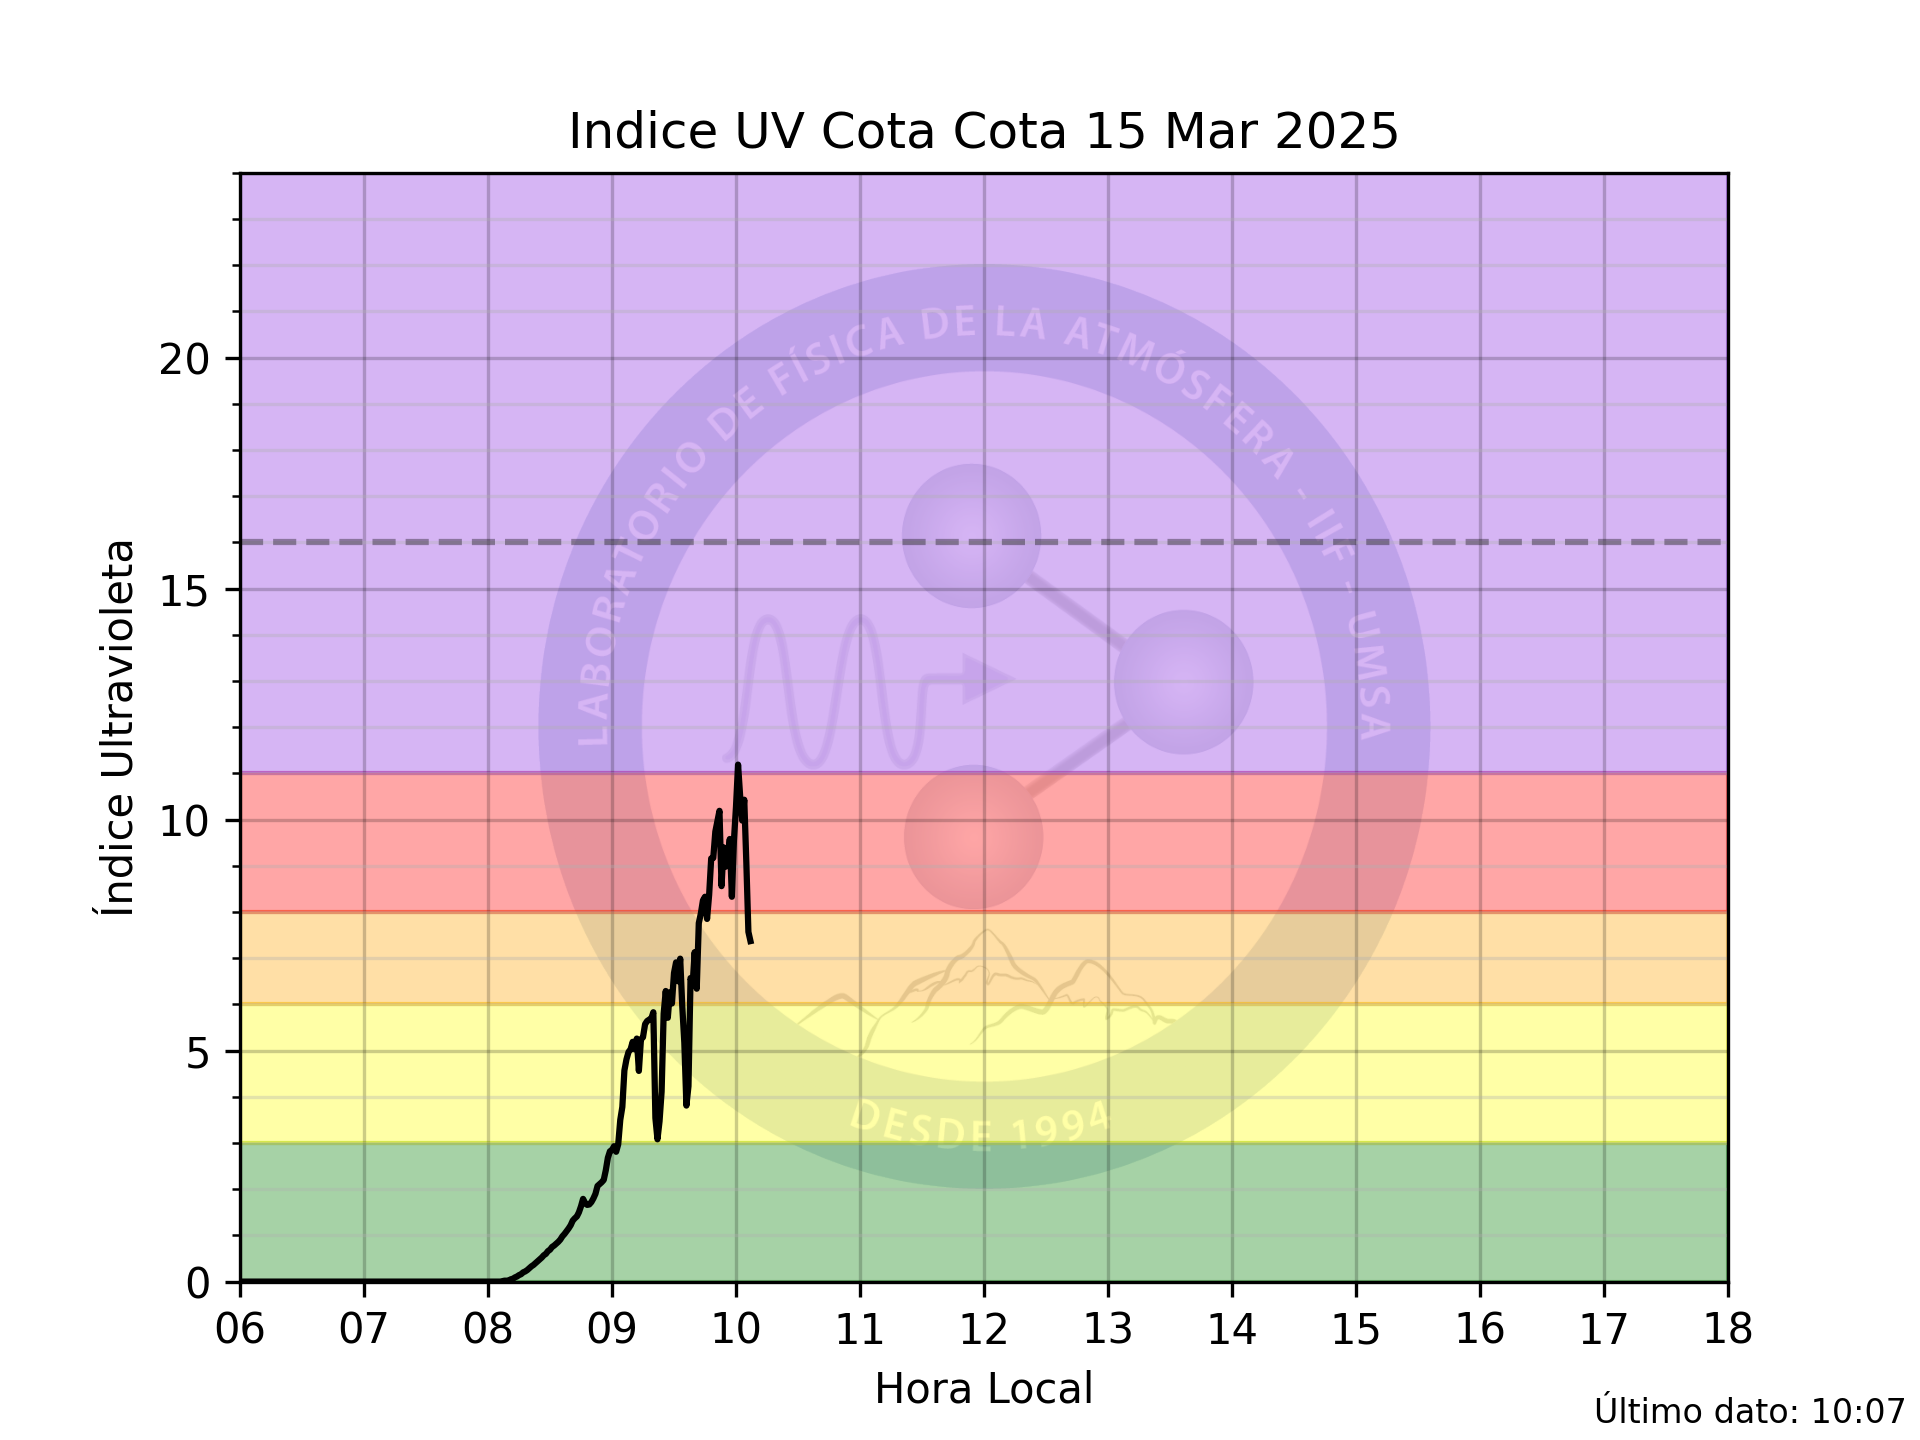 Indice UV Cota Cota 15 Mar 2025
Índice Ultravioleta
20
15
10
5
0
LABORATORIO DE FÍSICA DE LA ATMÓSFERA - IIF - UMSA
DESDE 1994
06 07 08 09 10 11 12 13 14 15 16 17 18
Hora Local
Último dato: 10:07